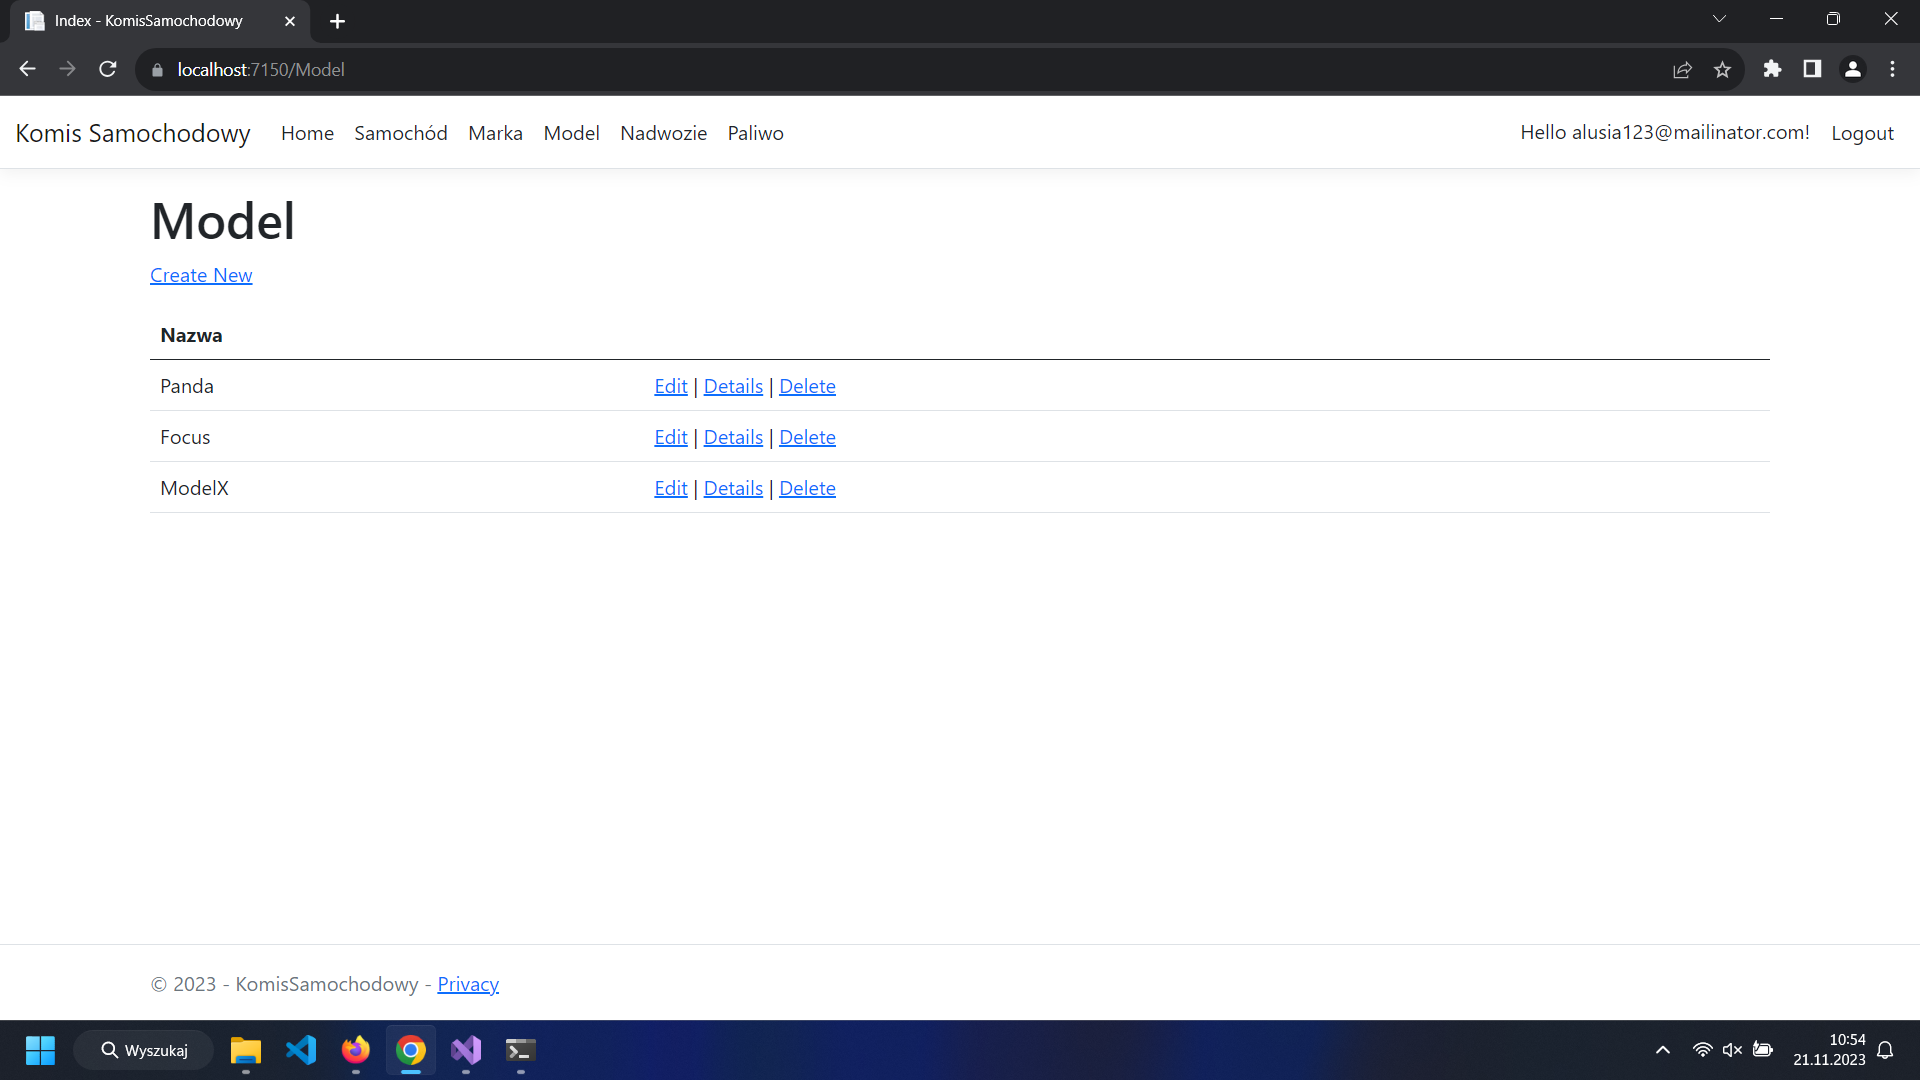 Index - KomisSamochodowy
localhost:7150/Model
Komis Samochodowy Home Samochód Marka Model Nadwozie Paliwo Hello alusia123@mailinator.com! Logout
Model
Create New
Nazwa
Panda Edit | Details | Delete
Focus Edit | Details | Delete
ModelX Edit | Details | Delete
© 2023 - KomisSamochodowy - Privacy
Wyszukaj
10:54
21.11.2023